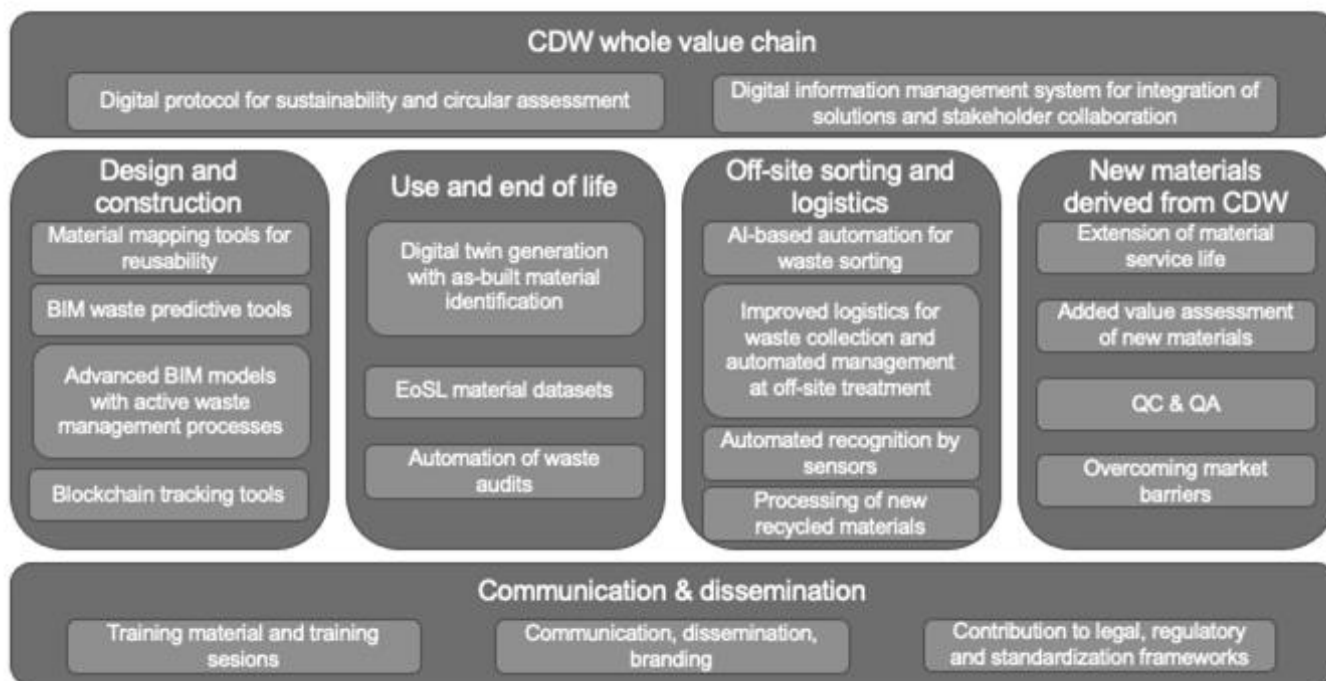 CDW whole value chain
Digital protocol for sustainability and circular assessment
Digital information management system for integration of
solutions and stakeholder collaboration
Design and
construction
Material mapping tools for
reusability
BIM waste predictive tools
Advanced BIM models
with active waste
management processes
Blockchain tracking tools
Use and end of life
Digital twin generation
with as-built material
identification
EoSL material datasets
Automation of waste
audits
Off-site sorting and
logistics
AI-based automation for
waste sorting
Improved logistics for
waste collection and
automated management
at off-site treatment
Automated recognition by
sensors
Processing of new
recycled materials
New materials
derived from CDW
Extension of material
service life
Added value assessment
of new materials
QC & QA
Overcoming market
barriers
Communication & dissemination
Training material and training
sesions
Communication, dissemination,
branding
Contribution to legal, regulatory
and standardization frameworks